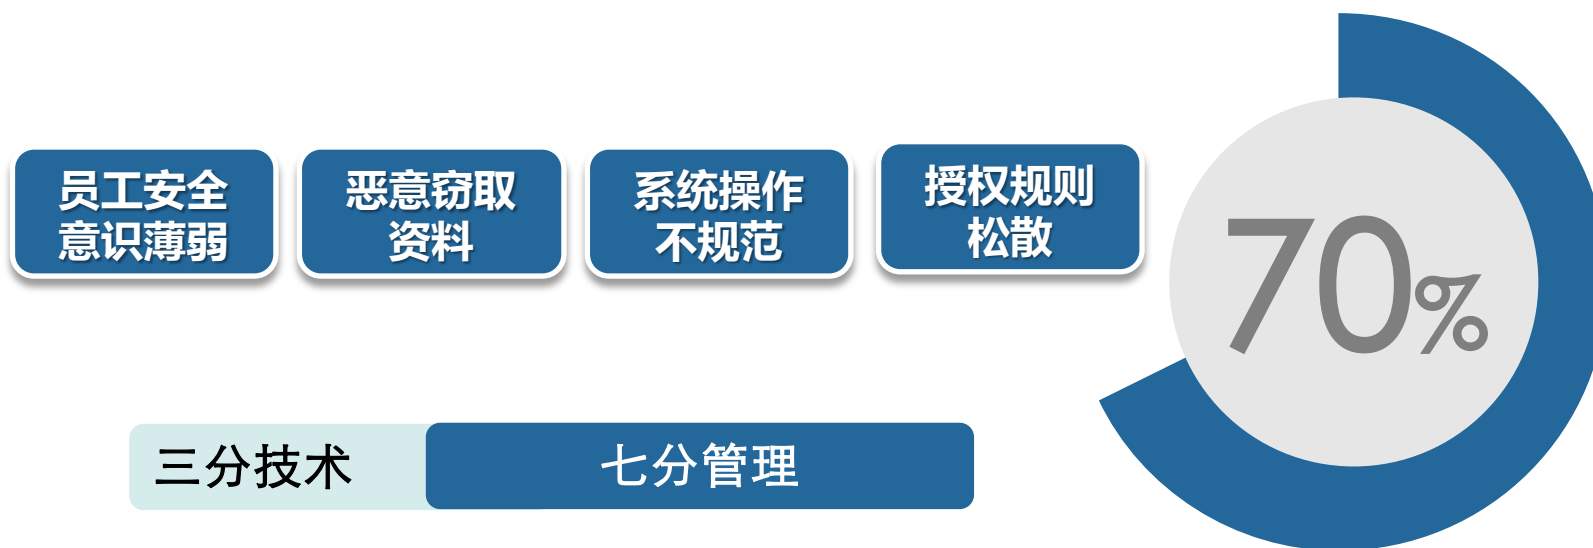 员工安全
意识薄弱
恶意窃取
资料
系统操作
不规范
授权规则
松散
70%
三分技术
七分管理